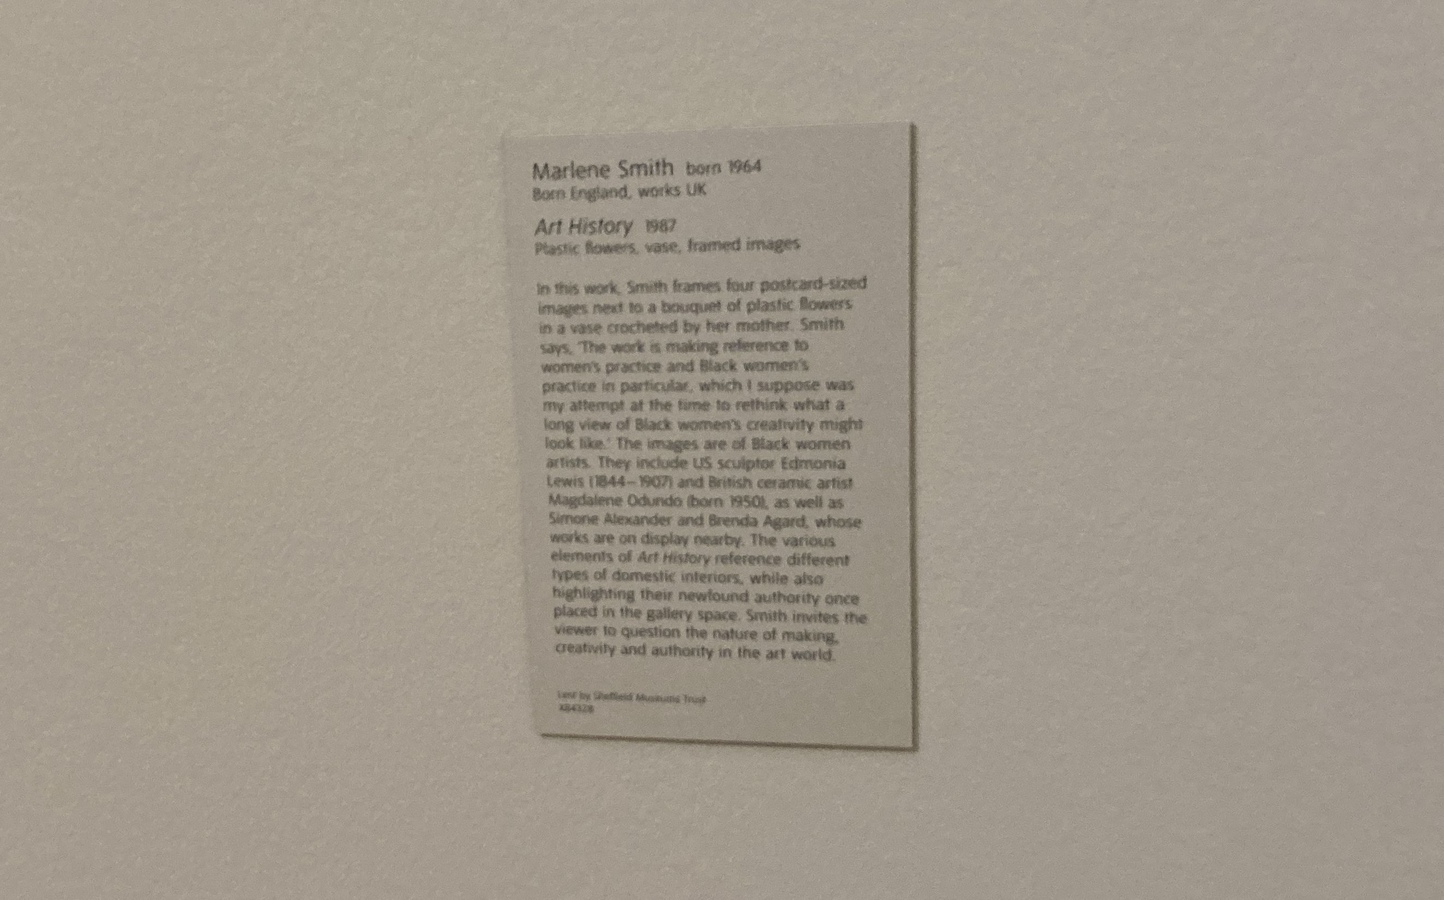 Marlene Smith born 1964
Born England, works UK
Art History 1987
Plastic flowers, vase, framed images
In this work, Smith frames four postcard-sized
images next to a bouquet of plastic flowers
in a vase crocheted by her mother. Smith
says, 'The work is making reference to
women's practice and Black women's
practice in particular, which I suppose was
my attempt at the time to rethink what a
long view of Black women's creativity might
look like.' The images are of Black women
artists. They include US sculptor Edmonia
Lewis (1844–1907) and British ceramic artist
Magdalene Odundo (born 1950), as well as
Simone Alexander and Brenda Agard, whose
works are on display nearby. The various
elements of Art History reference different
types of domestic interiors, while also
highlighting their newfound authority once
placed in the gallery space. Smith invites the
viewer to question the nature of making,
creativity and authority in the art world.
Lent by Sheffield Museums Trust
X84328